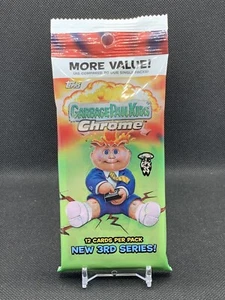 MORE VALUE!
Topps
GARBAGE PAIL KIDS
Chrome
12 CARDS PER PACK
NEW 3RD SERIES!